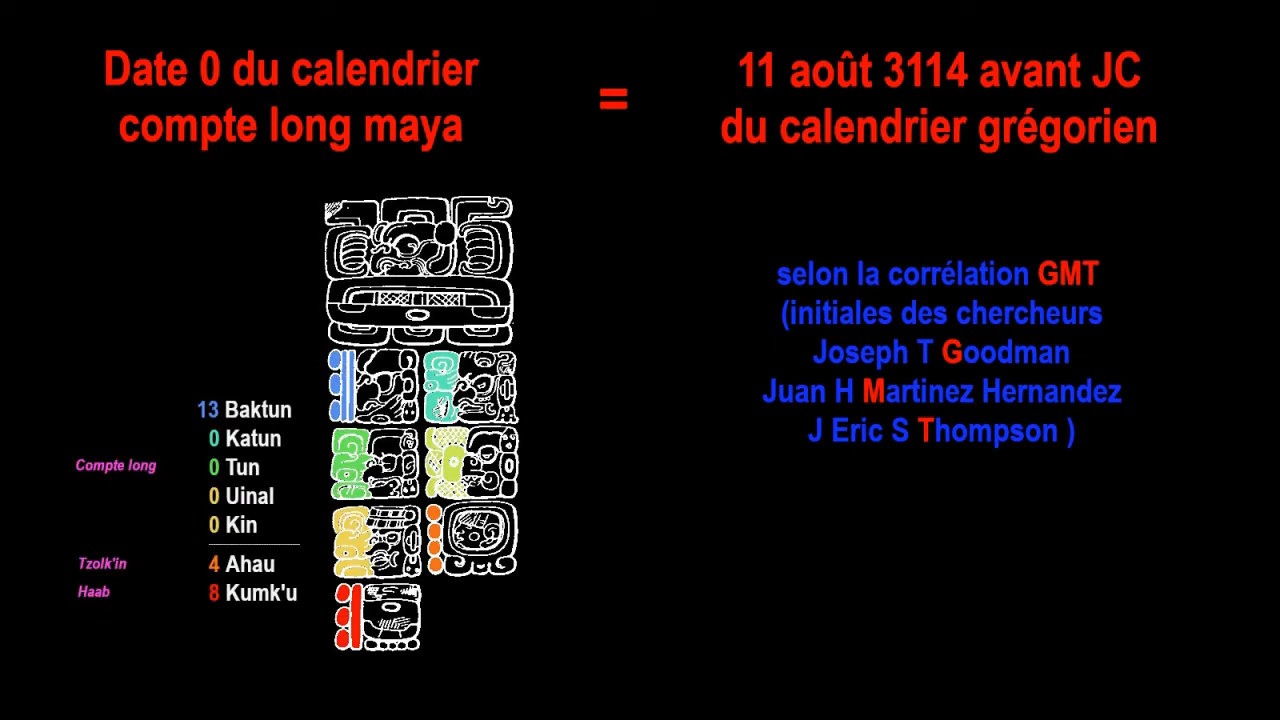 Date 0 du calendrier
compte long maya
=
11 août 3114 avant JC
du calendrier grégorien
selon la corrélation GMT
(initiales des chercheurs
Joseph T Goodman
Juan H Martinez Hernandez
J Eric S Thompson )
13 Baktun
0 Katun
Compte long 0 Tun
0 Uinal
0 Kin
Tzolk'in 4 Ahau
Haab 8 Kumk'u